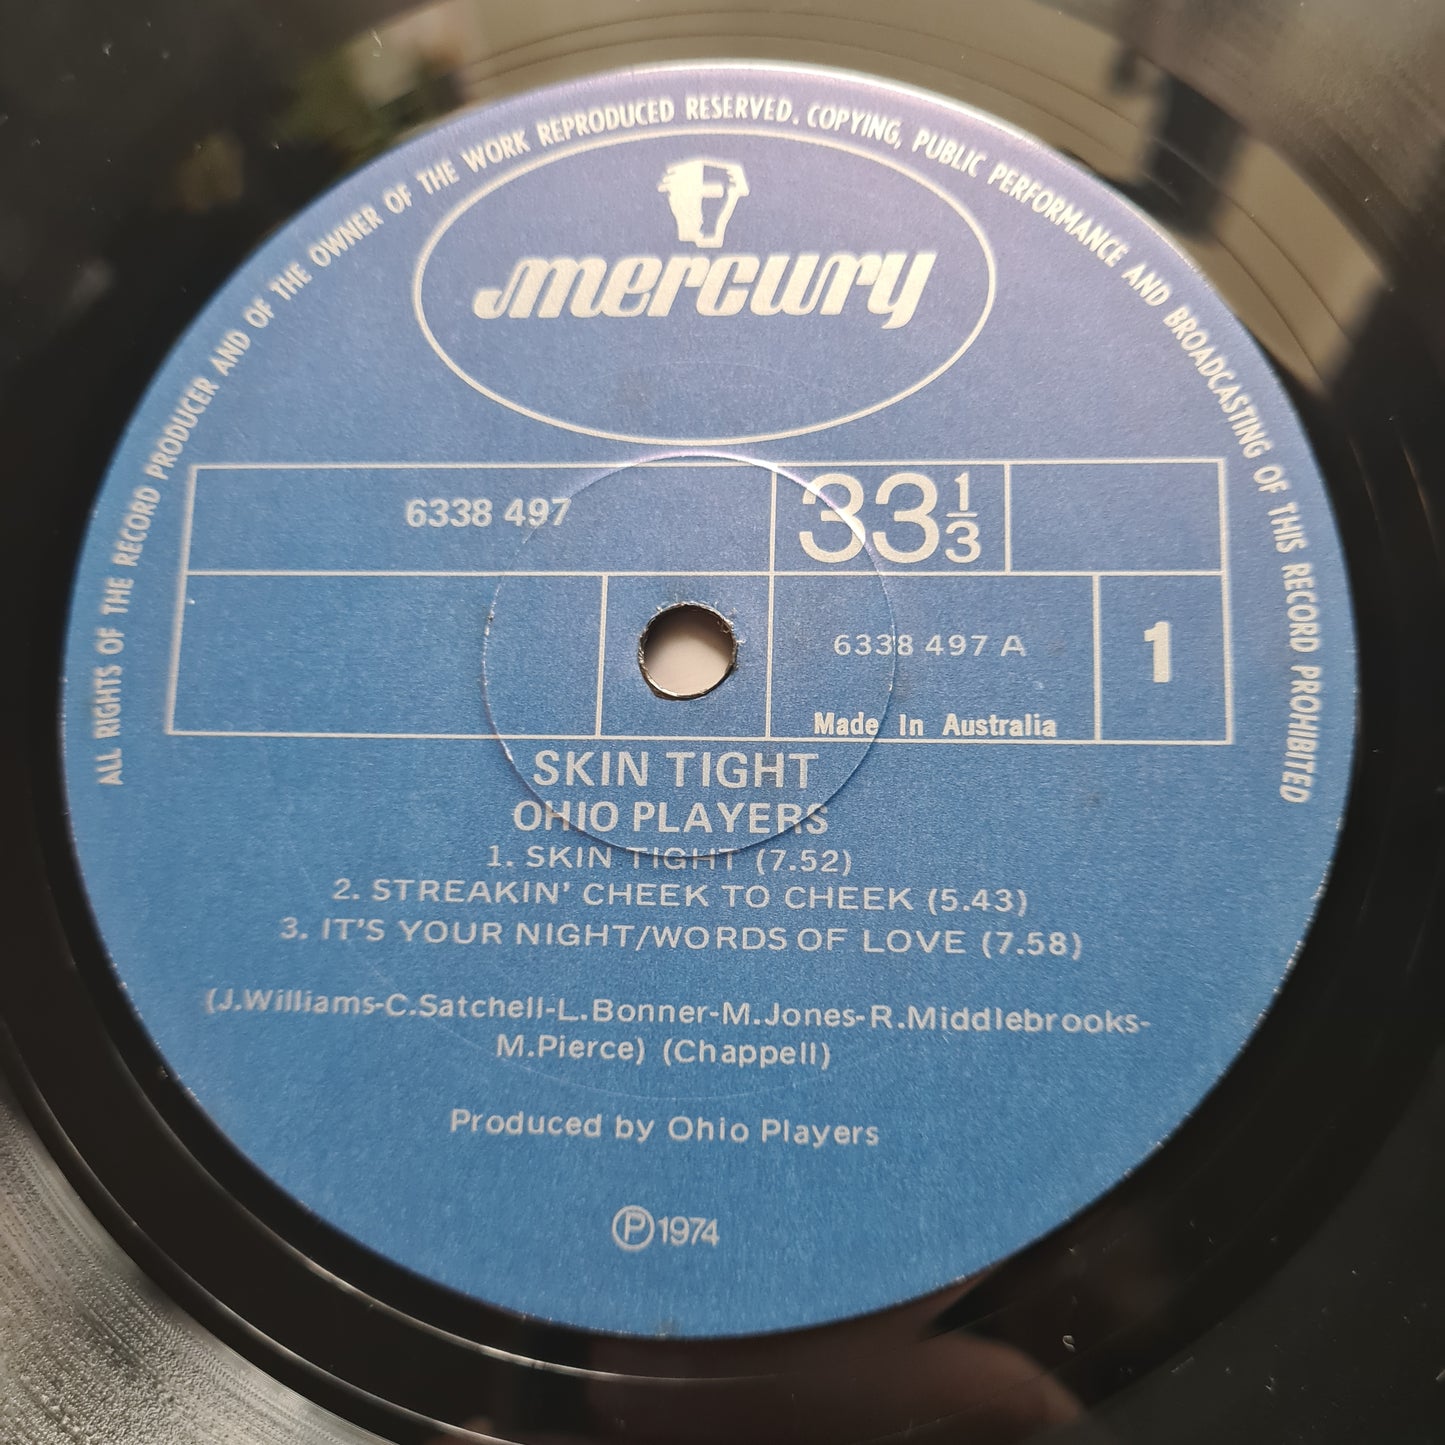 ALL RIGHTS OF THE RECORD PRODUCER AND OF THE OWNER OF THE WORK REPRODUCED RESERVED. COPYING, PUBLIC PERFORMANCE AND BROADCASTING OF THIS RECORD PROHIBITED
mercury
6338 497
33 1/3
6338 497 A
1
Made In Australia
SKIN TIGHT
OHIO PLAYERS
1. SKIN TIGHT (7.52)
2. STREAKIN' CHEEK TO CHEEK (5.43)
3. IT'S YOUR NIGHT/WORDS OF LOVE (7.58)
(J.Williams-C.Satchell-L.Bonner-M.Jones-R.Middlebrooks-
M.Pierce) (Chappell)
Produced by Ohio Players
℗1974